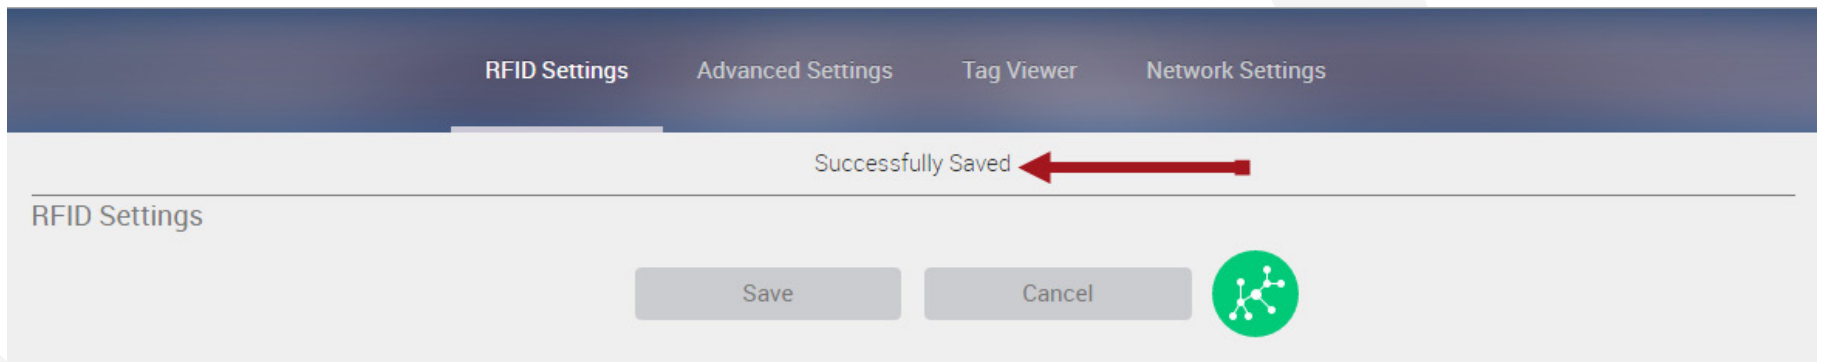 RFID Settings Advanced Settings Tag Viewer Network Settings
Successfully Saved
RFID Settings
Save Cancel